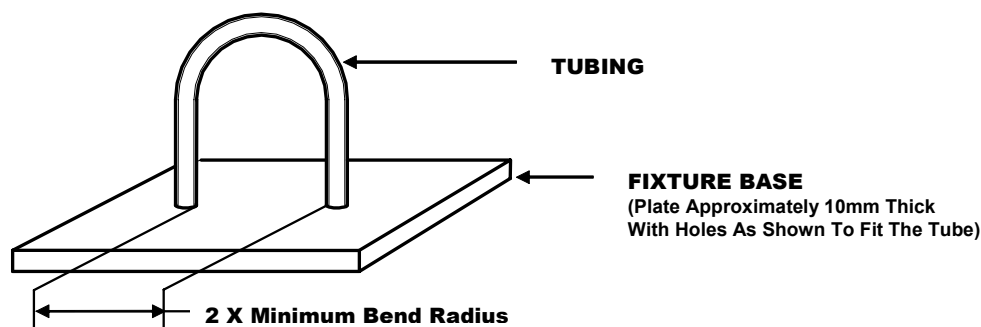 TUBING
FIXTURE BASE
(Plate Approximately 10mm Thick
With Holes As Shown To Fit The Tube)
2 X Minimum Bend Radius